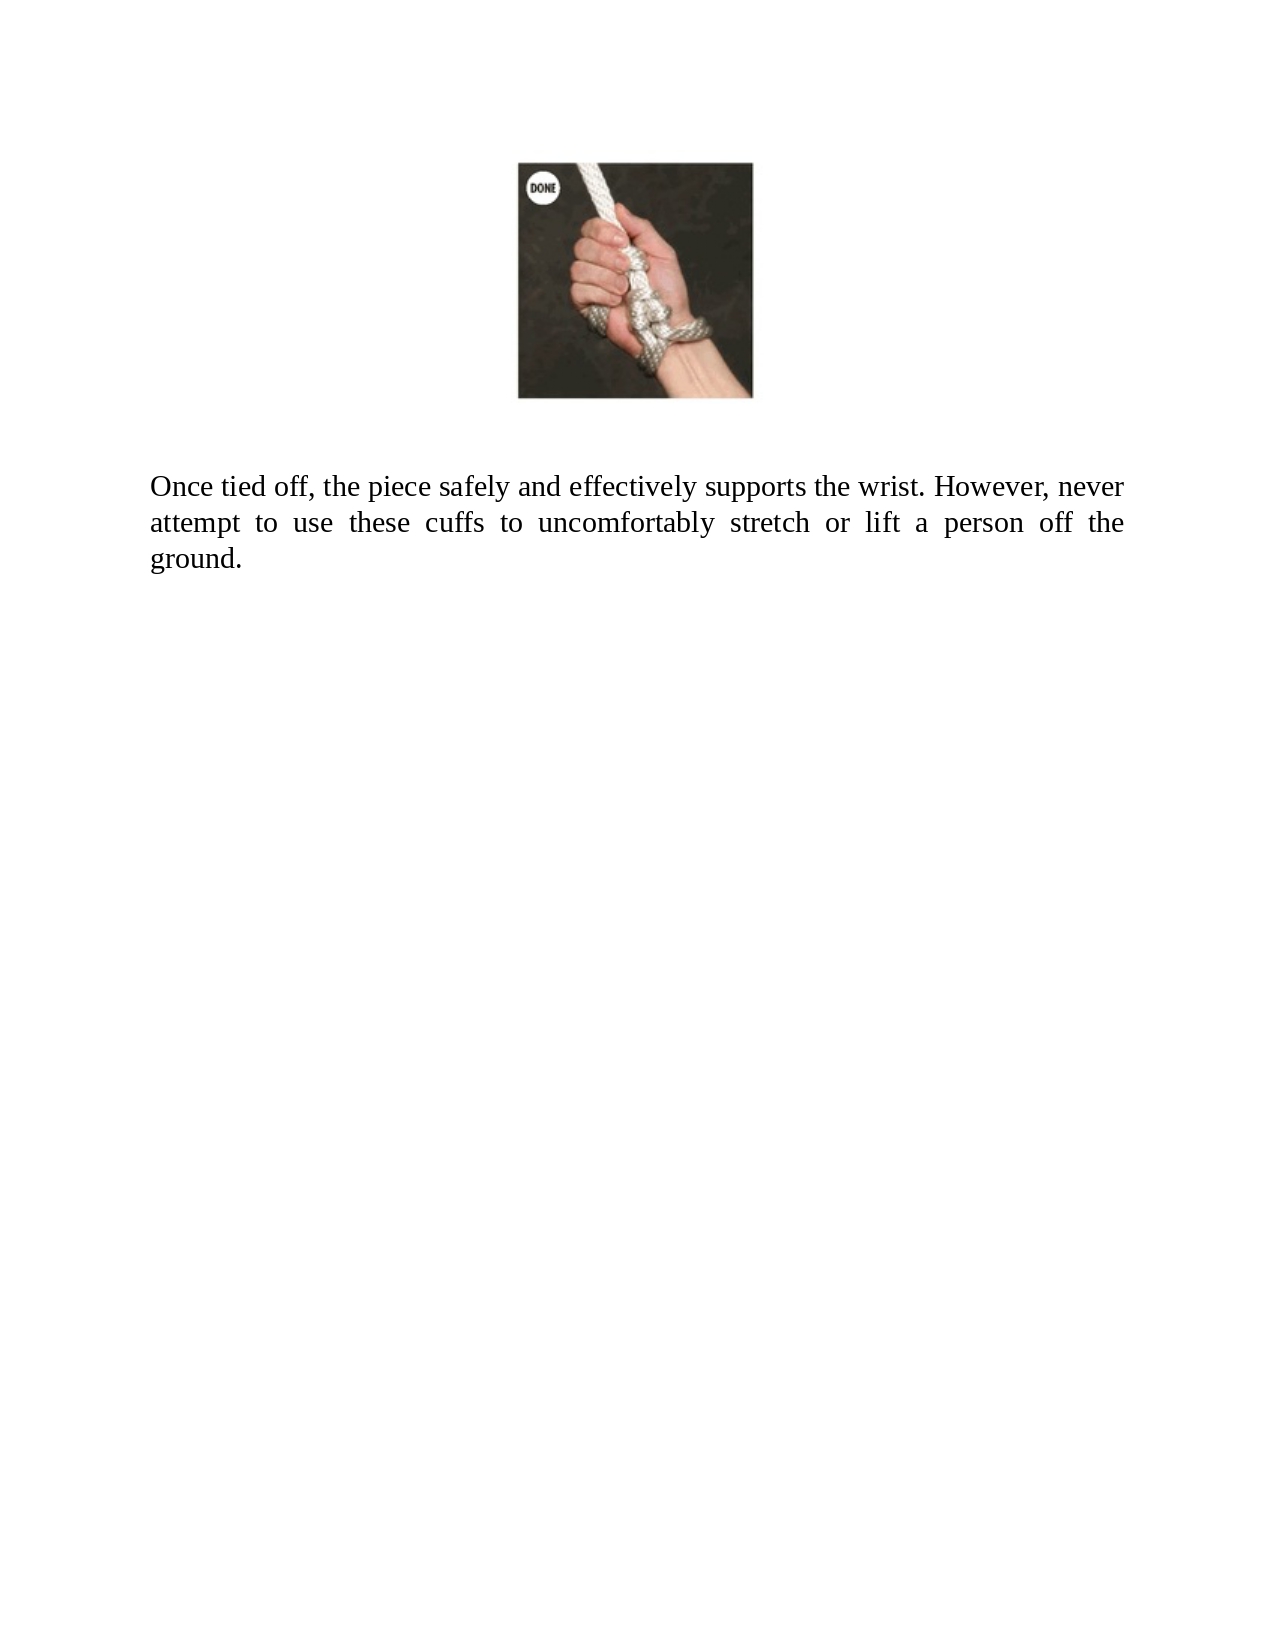 DONE
Once tied off, the piece safely and effectively supports the wrist. However, never
attempt to use these cuffs to uncomfortably stretch or lift a person off the
ground.